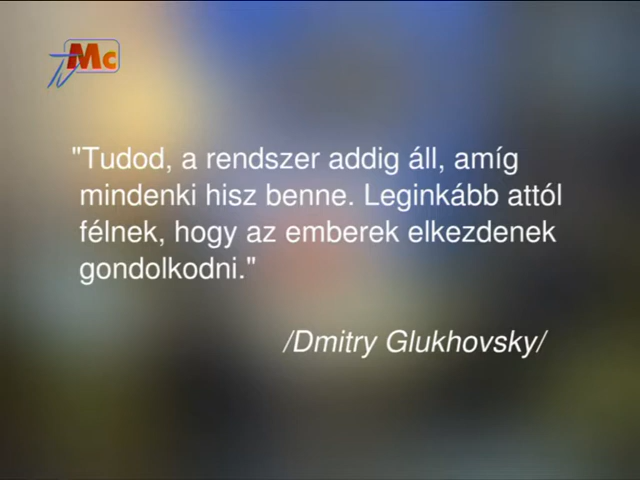 TV Mc
"Tudod, a rendszer addig áll, amíg
mindenki hisz benne. Leginkább attól
félnek, hogy az emberek elkezdenek
gondolkodni."
/Dmitry Glukhovsky/